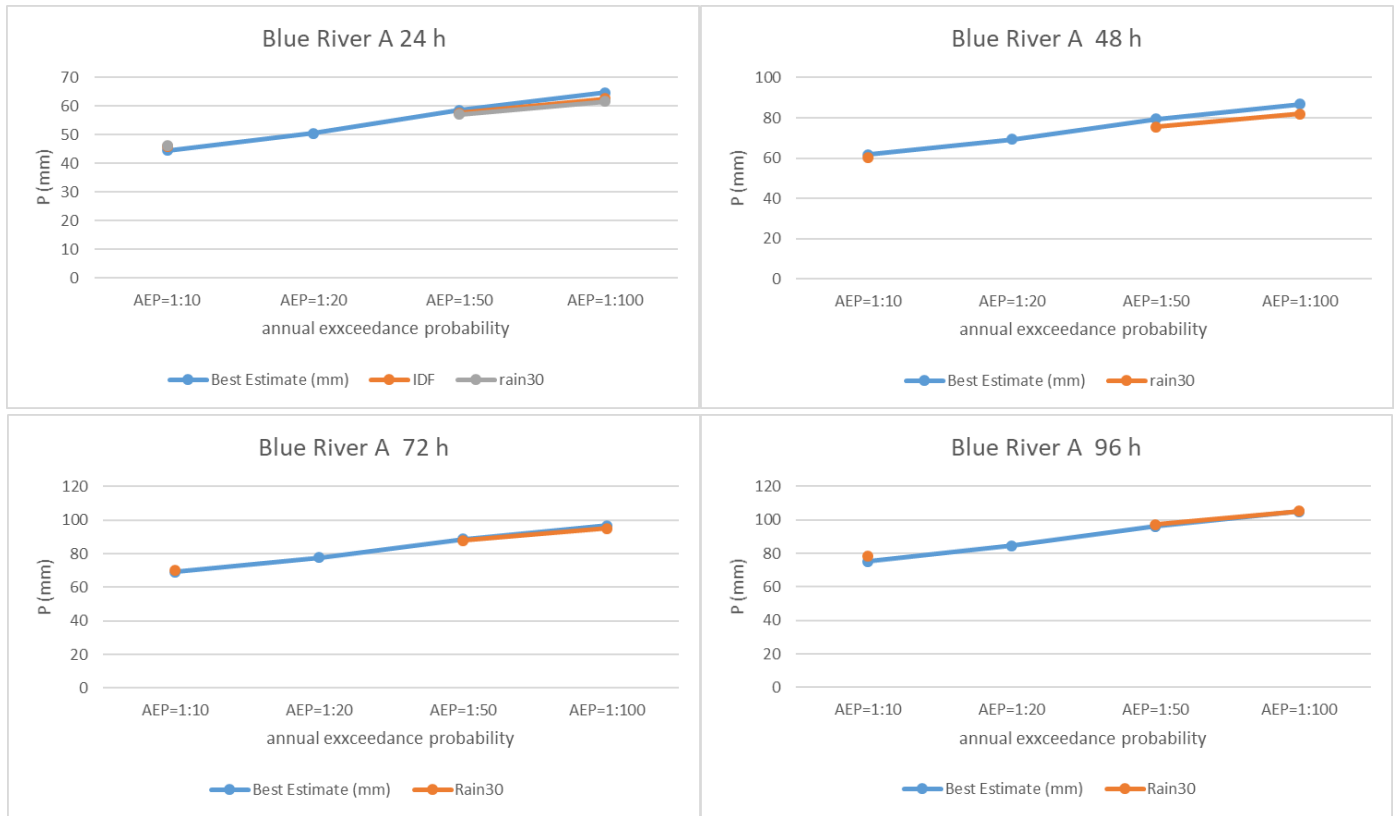 Blue River A 24 h
70
60
50
40
30
20
10
0
P (mm)
AEP=1:10 AEP=1:20 AEP=1:50 AEP=1:100
annual exxceedance probability
Best Estimate (mm) IDF rain30
Blue River A  48 h
100
80
60
40
20
0
P (mm)
AEP=1:10 AEP=1:20 AEP=1:50 AEP=1:100
annual exxceedance probability
Best Estimate (mm) rain30
Blue River A  72 h
120
100
80
60
40
20
0
P (mm)
AEP=1:10 AEP=1:20 AEP=1:50 AEP=1:100
annual exxceedance probability
Best Estimate (mm) Rain30
Blue River A  96 h
120
100
80
60
40
20
0
P (mm)
AEP=1:10 AEP=1:20 AEP=1:50 AEP=1:100
annual exxceedance probability
Best Estimate (mm) Rain30